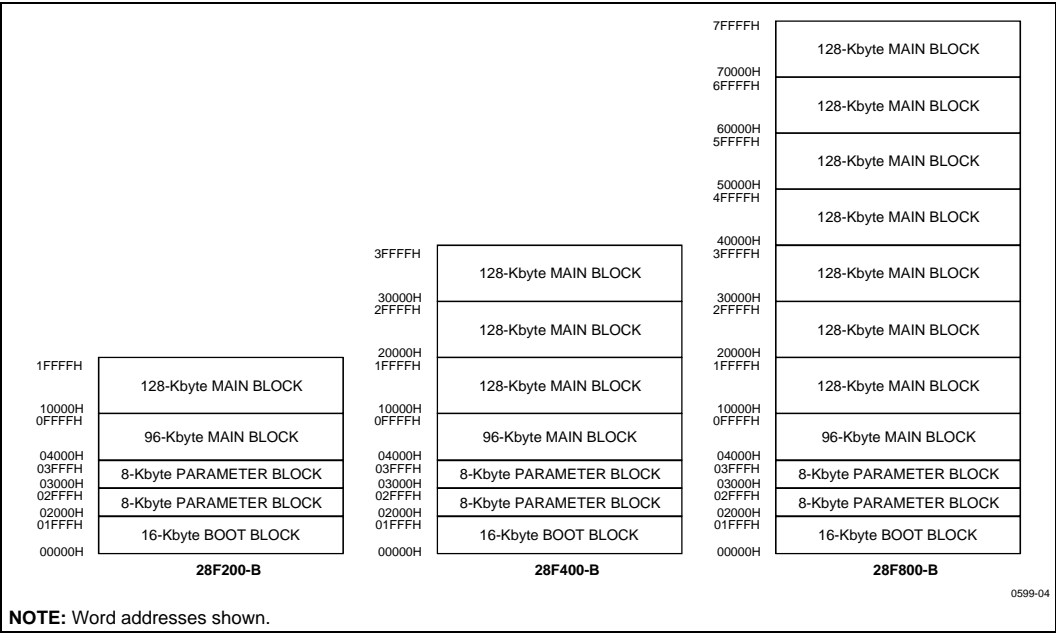 1FFFFH
128-Kbyte MAIN BLOCK
10000H
0FFFFH
96-Kbyte MAIN BLOCK
04000H
03FFFH
8-Kbyte PARAMETER BLOCK
03000H
02FFFH
8-Kbyte PARAMETER BLOCK
02000H
01FFFH
16-Kbyte BOOT BLOCK
00000H
28F200-B
3FFFFH
128-Kbyte MAIN BLOCK
30000H
2FFFFH
128-Kbyte MAIN BLOCK
20000H
1FFFFH
128-Kbyte MAIN BLOCK
10000H
0FFFFH
96-Kbyte MAIN BLOCK
04000H
03FFFH
8-Kbyte PARAMETER BLOCK
03000H
02FFFH
8-Kbyte PARAMETER BLOCK
02000H
01FFFH
16-Kbyte BOOT BLOCK
00000H
28F400-B
7FFFFH
128-Kbyte MAIN BLOCK
70000H
6FFFFH
128-Kbyte MAIN BLOCK
60000H
5FFFFH
128-Kbyte MAIN BLOCK
50000H
4FFFFH
128-Kbyte MAIN BLOCK
40000H
3FFFFH
128-Kbyte MAIN BLOCK
30000H
2FFFFH
128-Kbyte MAIN BLOCK
20000H
1FFFFH
128-Kbyte MAIN BLOCK
10000H
0FFFFH
96-Kbyte MAIN BLOCK
04000H
03FFFH
8-Kbyte PARAMETER BLOCK
03000H
02FFFH
8-Kbyte PARAMETER BLOCK
02000H
01FFFH
16-Kbyte BOOT BLOCK
00000H
28F800-B
0599-04
NOTE: Word addresses shown.